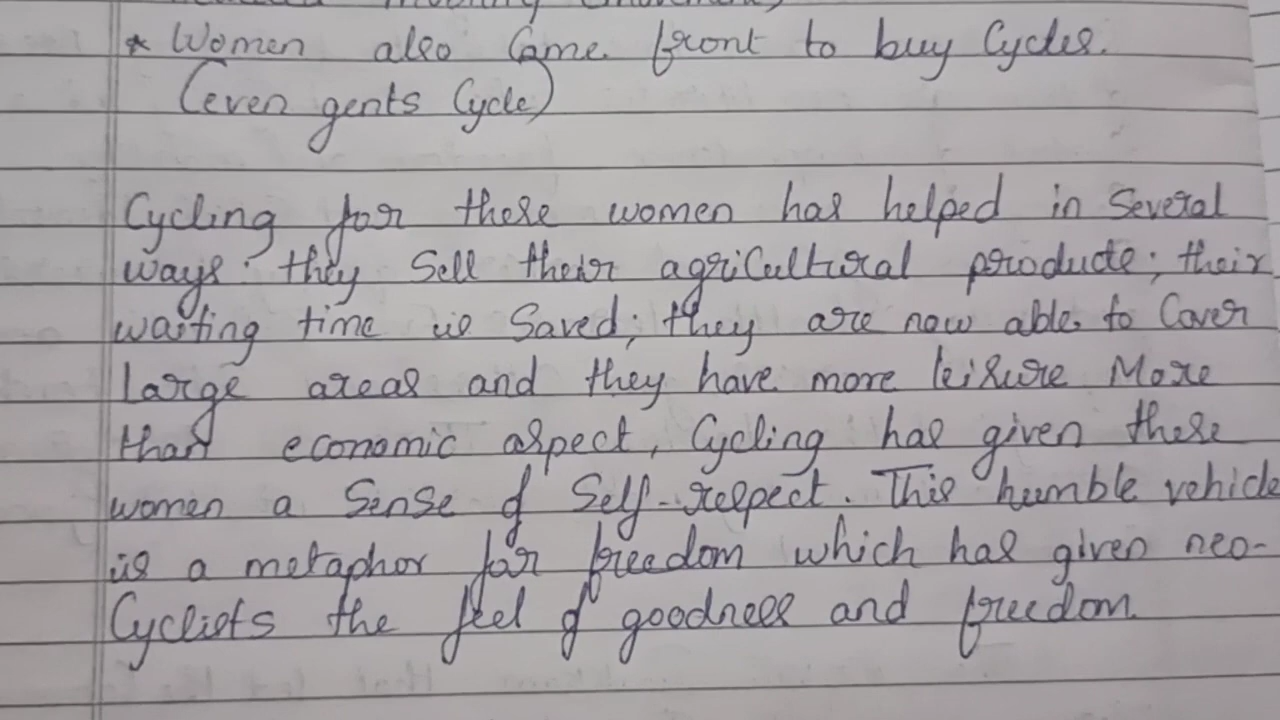 * Women also Come front to buy Cycles.
(even gents Cycle)
Cycling for these women has helped in Several
ways: they Sell their agricultural products; their
waiting time is Saved; they are now able to Cover
large areas and they have more leisure More
than economic aspect, Cycling has given these
women a Sense of Self-respect. This humble vehicle
is a metaphor for freedom which has given neo-
Cyclists the feel of goodness and freedom.